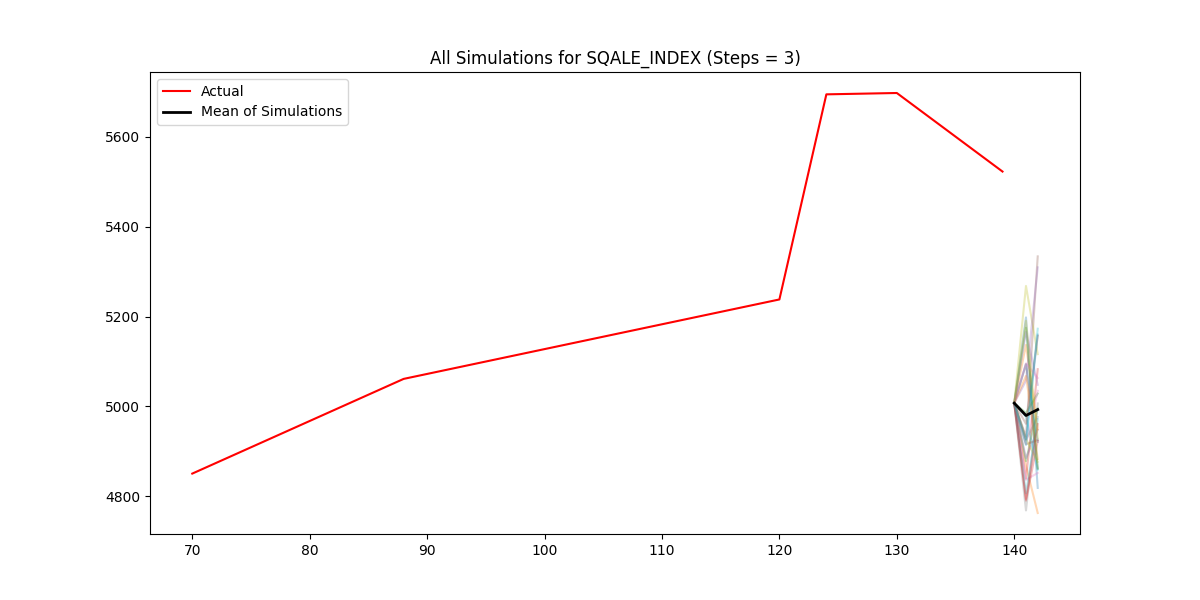 All Simulations for SQALE_INDEX (Steps = 3)
Actual
Mean of Simulations
5600
5400
5200
5000
4800
70 80 90 100 110 120 130 140